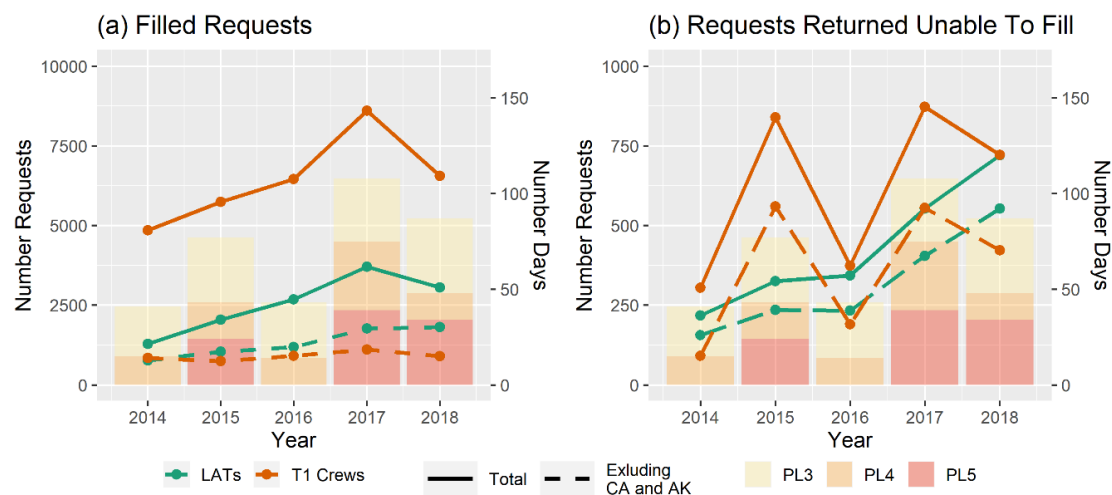 (a) Filled Requests
(b) Requests Returned Unable To Fill
Number Requests
10000
7500
5000
2500
0
150
100
50
0
Number Days
2014 2015 2016 2017 2018
Year
Number Requests
1000
750
500
250
0
150
100
50
0
Number Days
2014 2015 2016 2017 2018
Year
LATs T1 Crews Total Exluding
CA and AK PL3 PL4 PL5